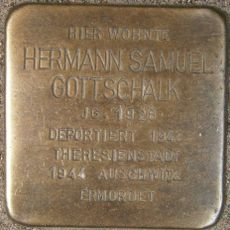 HIER WOHNTE
HERMANN SAMUEL
GOTTSCHALK
JG.
DEPORTIERT
THERESIENSTADT
1944 AUSCHWITZ
ERMORDET